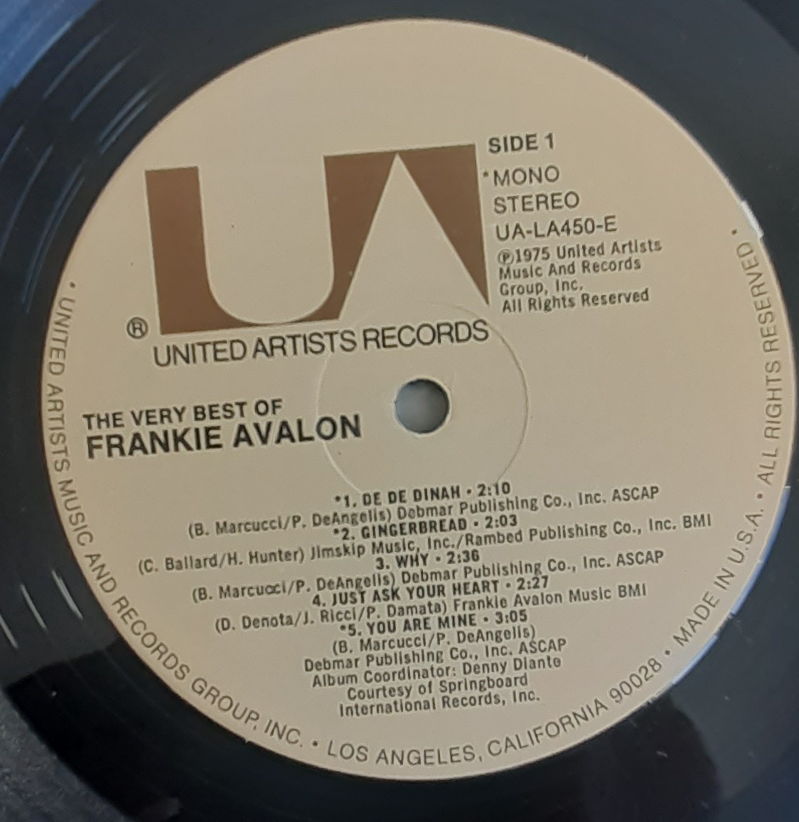 UA
SIDE 1
*MONO
STEREO
UA-LA450-E
℗1975 United Artists
Music And Records
Group, Inc.
All Rights Reserved
®
UNITED ARTISTS RECORDS
THE VERY BEST OF
FRANKIE AVALON
*1. DE DE DINAH • 2:10
(B. Marcucci/P. DeAngelis) Debmar Publishing Co., Inc. ASCAP
*2. GINGERBREAD • 2:03
(C. Ballard/H. Hunter) Jimskip Music, Inc./Rambed Publishing Co., Inc. BMI
3. WHY • 2:36
(B. Marcucci/P. DeAngelis) Debmar Publishing Co., Inc. ASCAP
4. JUST ASK YOUR HEART • 2:27
(D. Denota/J. Ricci/P. Damata) Frankie Avalon Music BMI
*5. YOU ARE MINE • 3:05
(B. Marcucci/P. DeAngelis)
Debmar Publishing Co., Inc. ASCAP
Album Coordinator: Denny Diante
Courtesy of Springboard
International Records, Inc.
• UNITED ARTISTS MUSIC AND RECORDS GROUP, INC. • LOS ANGELES, CALIFORNIA 90028 • MADE IN U.S.A. • ALL RIGHTS RESERVED •